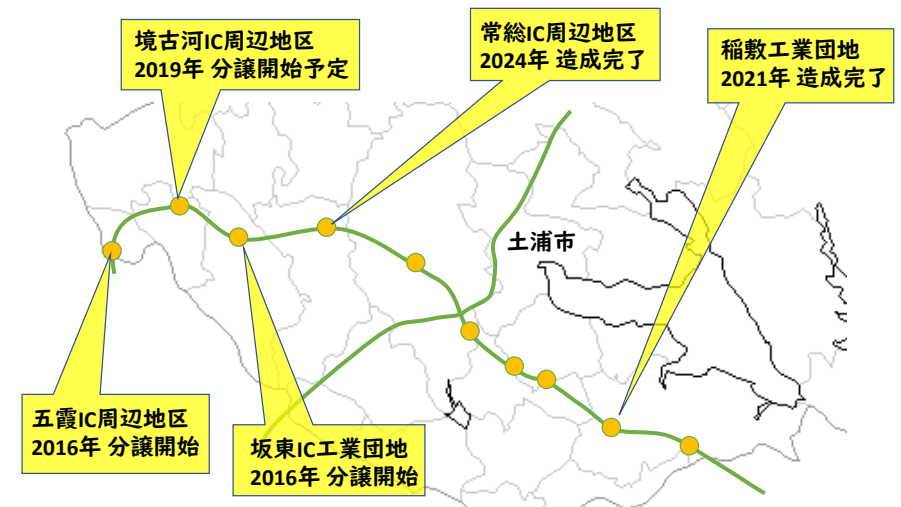 境古河IC周辺地区
2019年 分譲開始予定
常総IC周辺地区
2024年 造成完了
稲敷工業団地
2021年 造成完了
土浦市
五霞IC周辺地区
2016年 分譲開始
坂東IC工業団地
2016年 分譲開始